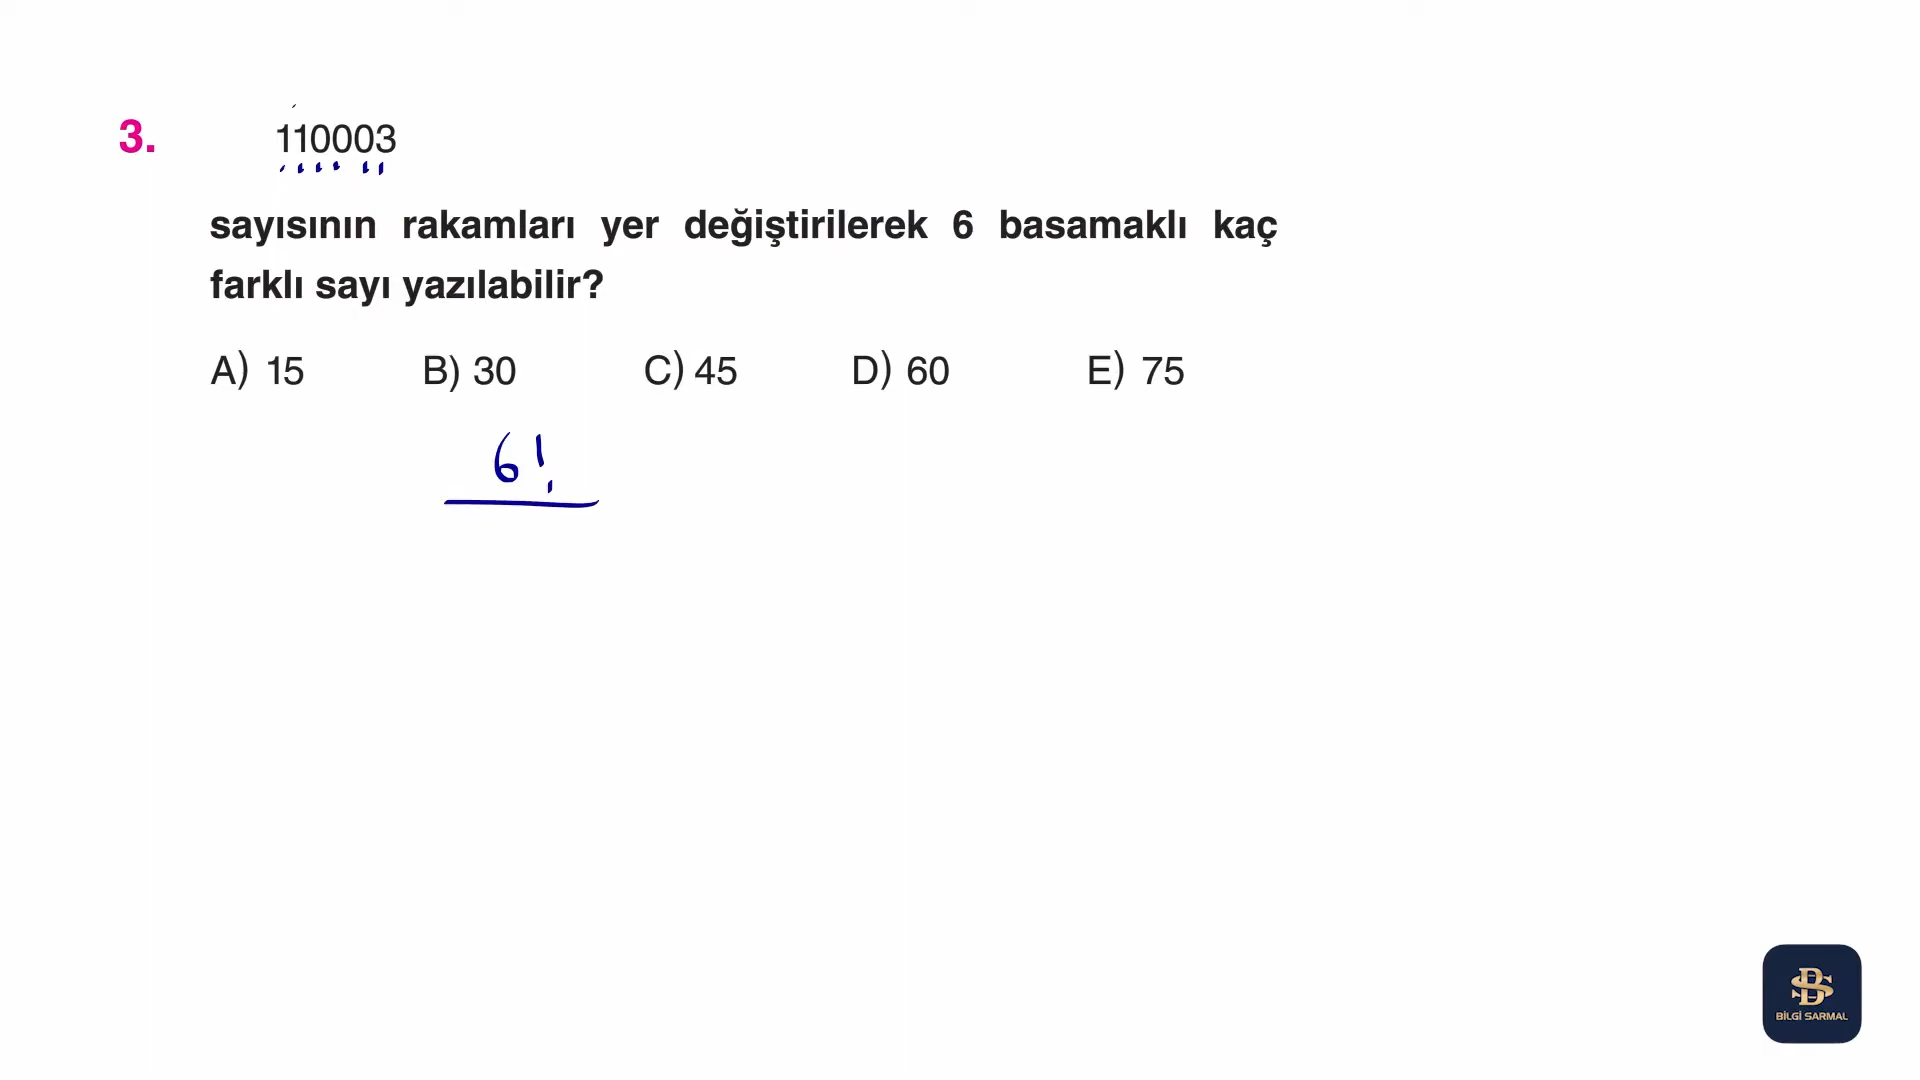 3. 110003
sayısının rakamları yer değiştirilerek 6 basamaklı kaç
farklı sayı yazılabilir?
A) 15 B) 30 C) 45 D) 60 E) 75
6!
BS
BİLGİ SARMAL